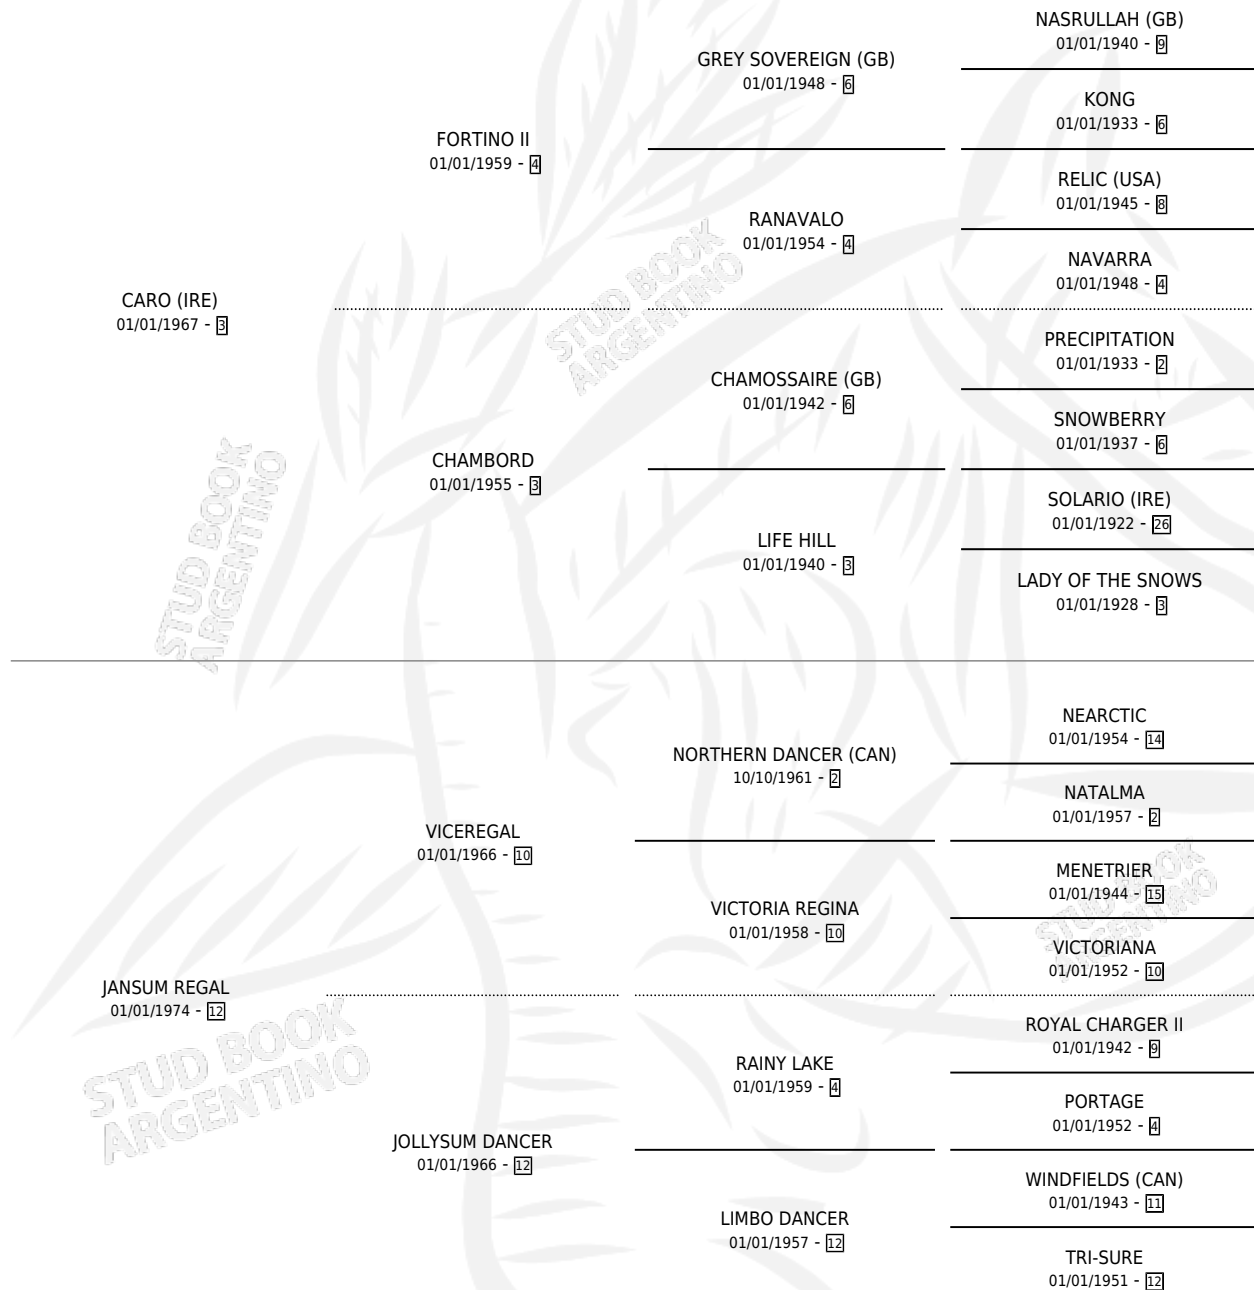 NASRULLAH (GB)
01/01/1940 - 9
GREY SOVEREIGN (GB)
01/01/1948 - 6
KONG
01/01/1933 - 6
FORTINO II
01/01/1959 - 4
RELIC (USA)
01/01/1945 - 8
RANAVALO
01/01/1954 - 4
NAVARRA
01/01/1948 - 4
CARO (IRE)
01/01/1967 - 3
PRECIPITATION
01/01/1933 - 2
CHAMOSSAIRE (GB)
01/01/1942 - 6
SNOWBERRY
01/01/1937 - 6
CHAMBORD
01/01/1955 - 3
SOLARIO (IRE)
01/01/1922 - 26
LIFE HILL
01/01/1940 - 3
LADY OF THE SNOWS
01/01/1928 - 3
STUD BOOK
ARGENTINO
STUD BOOK
ARGENTINO
NEARCTIC
01/01/1954 - 14
NORTHERN DANCER (CAN)
10/10/1961 - 2
NATALMA
01/01/1957 - 2
VICEREGAL
01/01/1966 - 10
MENETRIER
01/01/1944 - 15
VICTORIA REGINA
01/01/1958 - 10
VICTORIANA
01/01/1952 - 10
STUD BOOK
ARGENTINO
JANSUM REGAL
01/01/1974 - 12
ROYAL CHARGER II
01/01/1942 - 9
RAINY LAKE
01/01/1959 - 4
PORTAGE
01/01/1952 - 4
JOLLYSUM DANCER
01/01/1966 - 12
WINDFIELDS (CAN)
01/01/1943 - 11
LIMBO DANCER
01/01/1957 - 12
TRI-SURE
01/01/1951 - 12
STUD BOOK
ARGENTINO